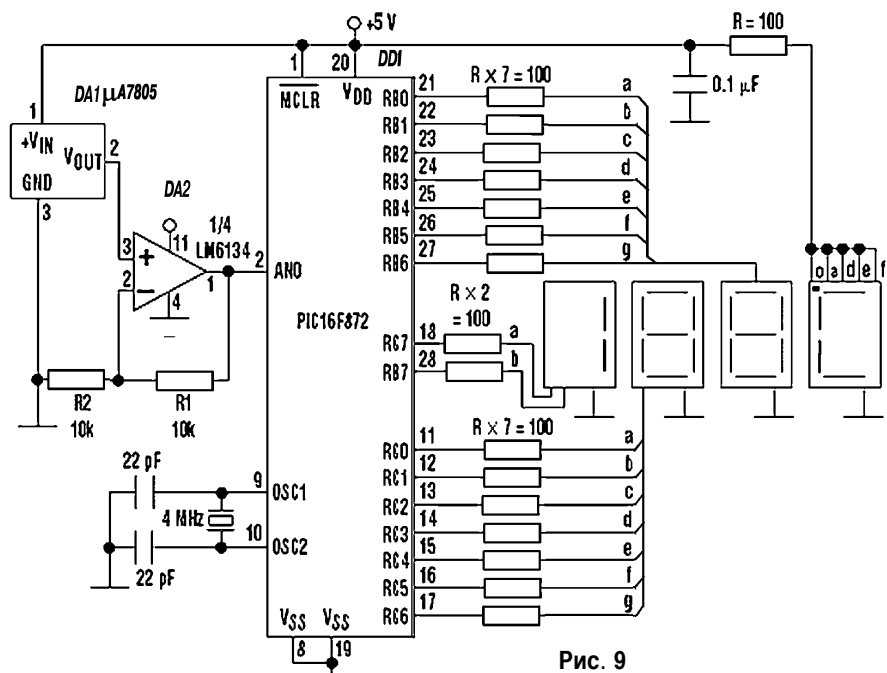 +5 V
R = 100
DA1 μA7805
1
+VIN
VOUT
2
GND
3
DA2
11
1/4
LM6134
3
+
2
−
4
1
R2
10k
R1
10k
22 pF
22 pF
4 MHz
1
20
DD1
MCLR
VDD
2
AN0
PIC16F872
9
OSC1
10
OSC2
VSS
VSS
8
19
R × 7 = 100
RB0 21 a
RB1 22 b
RB2 23 c
RB3 24 d
RB4 25 e
RB5 26 f
RB6 27 g
R × 2
= 100
RC7 18 a
RB7 28 b
R × 7 = 100
RC0 11 a
RC1 12 b
RC2 13 c
RC3 14 d
RC4 15 e
RC5 16 f
RC6 17 g
0.1 μF
o a d e f
Рис. 9